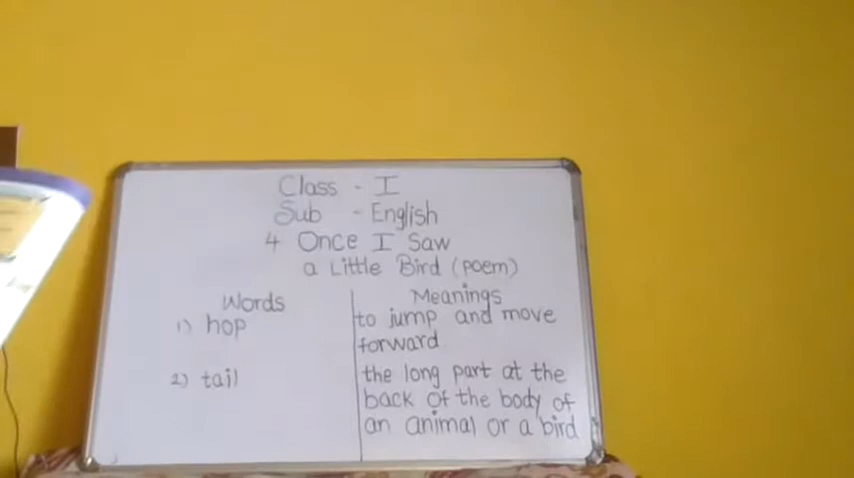 Class - I
Sub - English
4 Once I Saw
a Little Bird (poem)
Words
Meanings
1) hop
to jump and move
forward
2) tail
the long part at the
back of the body of
an animal or a bird